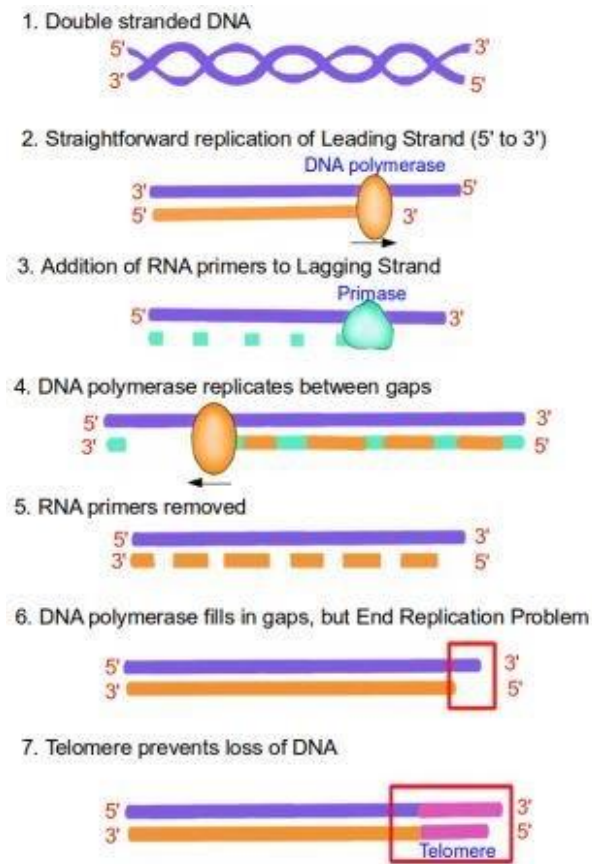 1. Double stranded DNA
5' 3'
3' 5'
2. Straightforward replication of Leading Strand (5' to 3')
DNA polymerase
3' 5'
5' 3'
3. Addition of RNA primers to Lagging Strand
Primase
5' 3'
4. DNA polymerase replicates between gaps
5' 3'
3' 5'
5. RNA primers removed
5' 3'
3' 5'
6. DNA polymerase fills in gaps, but End Replication Problem
5' 3'
3' 5'
7. Telomere prevents loss of DNA
5' 3'
3' 5'
Telomere